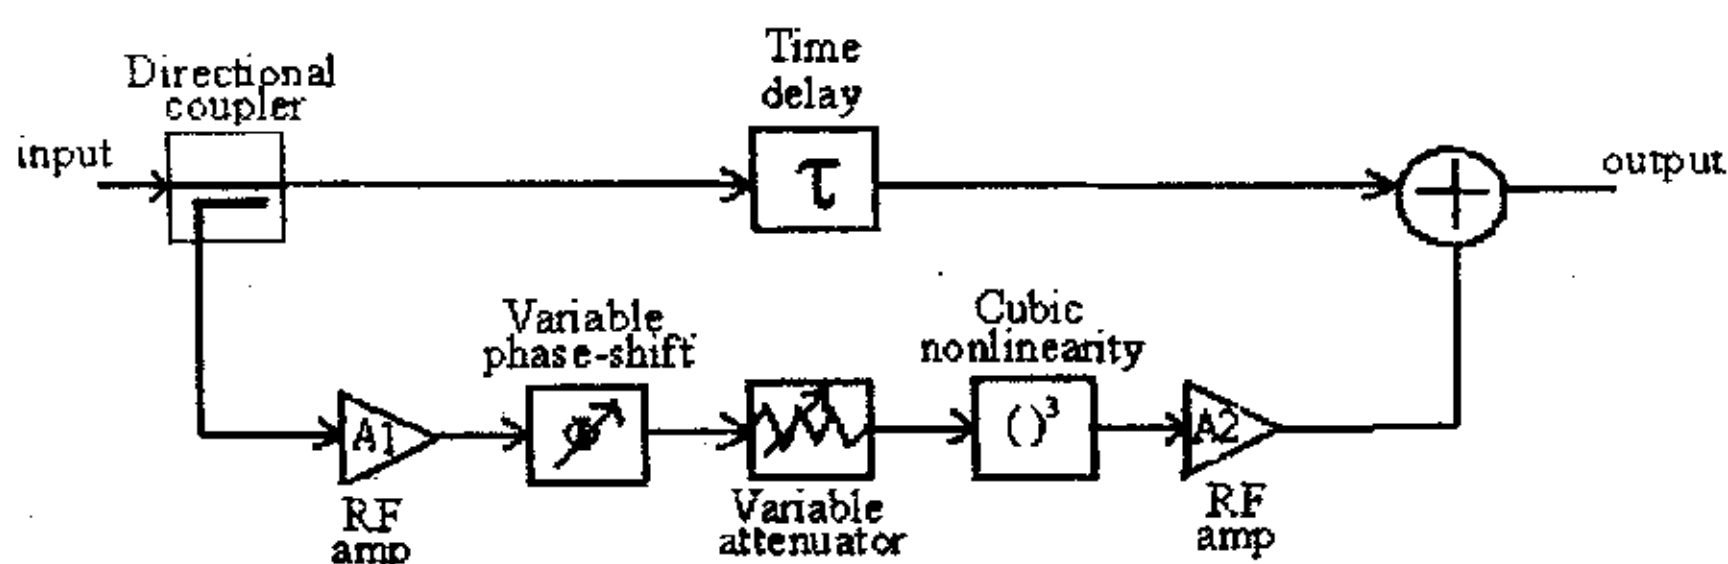 Time
delay
Directional
coupler
input
τ
output
Variable
phase-shift
Cubic
nonlinearity
A1
Φ
()³
A2
RF
amp
Variable
attenuator
RF
amp